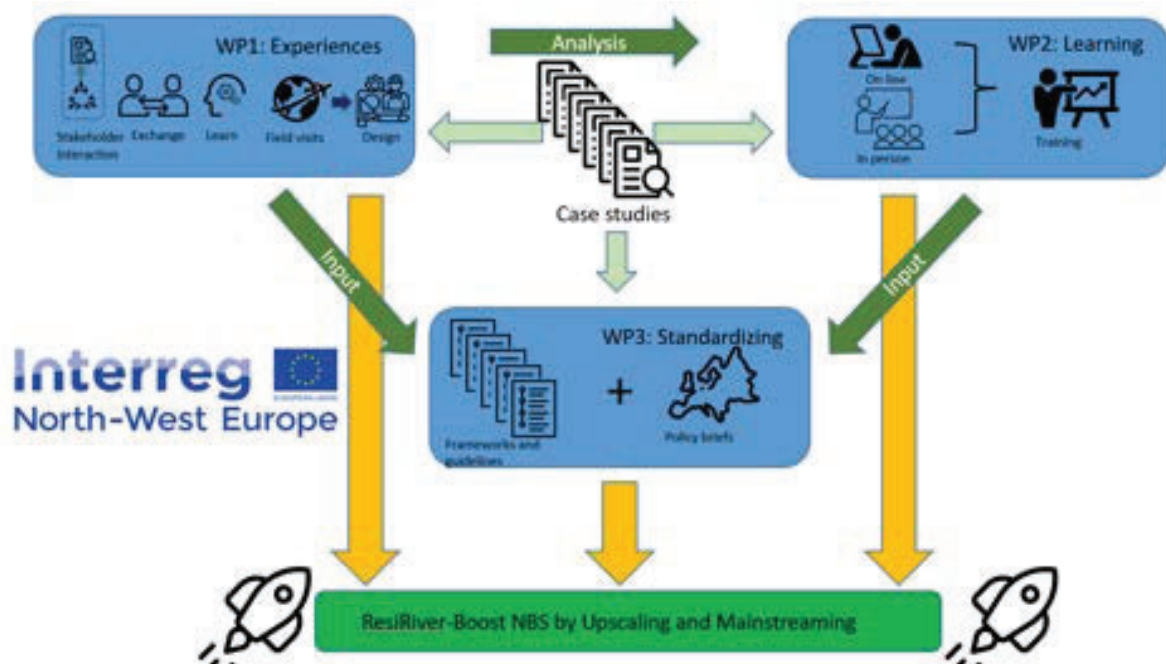 WP1: Experiences
Stakeholder
Interaction
Exchange
Learn
Field visits
Design
Analysis
Case studies
WP2: Learning
On line
In person
Training
Input
Input
WP3: Standardizing
+
Frameworks and
guidelines
Policy briefs
Interreg
EUROPEAN UNION
North-West Europe
ResiRiver-Boost NBS by Upscaling and Mainstreaming